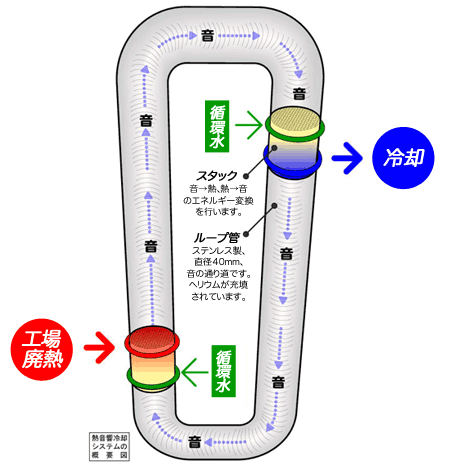 音
音
音
循環水
冷却
スタック
音→熱、熱→音
のエネルギー変換
を行います。
ループ管
ステンレス製、
直径40mm、
音の通り道です。
ヘリウムが充填
されています。
音
音
工場
廃熱
循環水
音
音
熱音響冷却
システムの
概要図